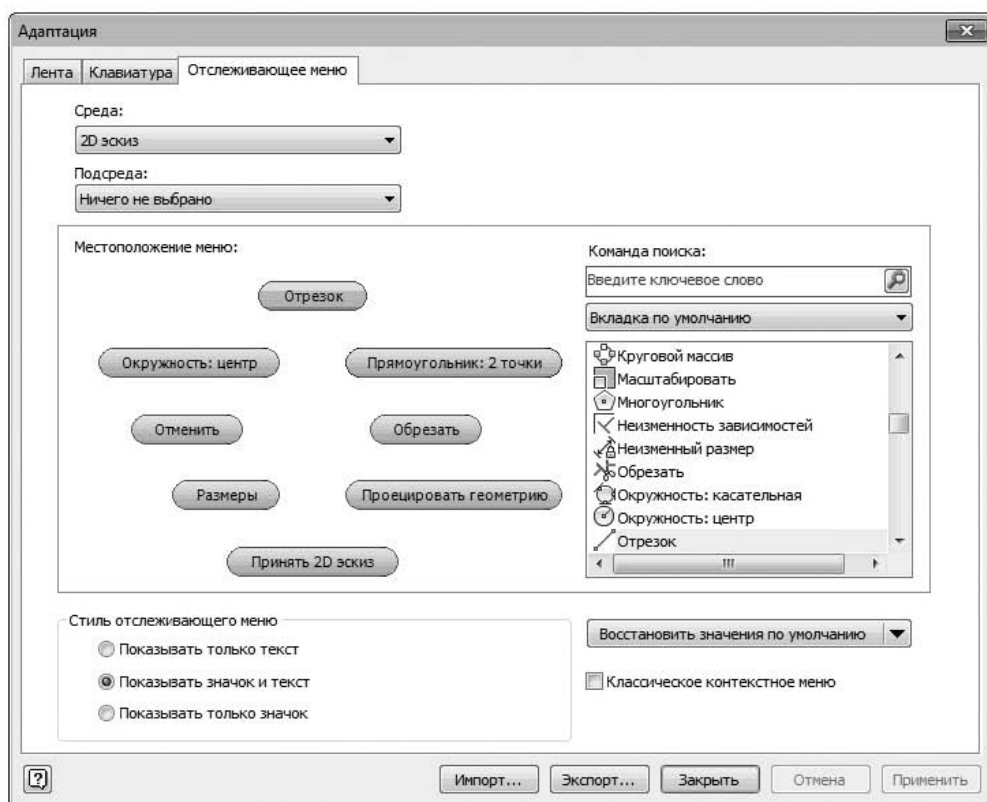 Адаптация
Лента Клавиатура Отслеживающее меню
Среда:
2D эскиз
Подсреда:
Ничего не выбрано
Местоположение меню:
Отрезок
Окружность: центр
Прямоугольник: 2 точки
Отменить
Обрезать
Размеры
Проецировать геометрию
Принять 2D эскиз
Команда поиска:
Введите ключевое слово
Вкладка по умолчанию
Круговой массив
Масштабировать
Многоугольник
Неизменность зависимостей
Неизменный размер
Обрезать
Окружность: касательная
Окружность: центр
Отрезок
Стиль отслеживающего меню
Показывать только текст
Показывать значок и текст
Показывать только значок
Восстановить значения по умолчанию
Классическое контекстное меню
Импорт... Экспорт... Закрыть Отмена Применить